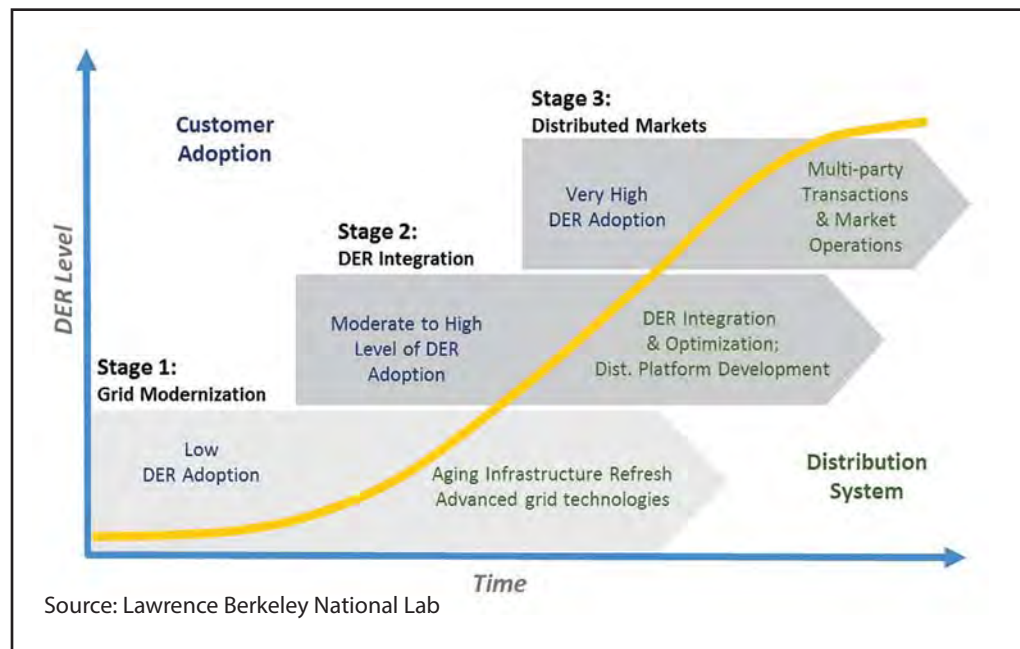 Customer
Adoption
Stage 3:
Distributed Markets
Very High
DER Adoption
Multi-party
Transactions
& Market
Operations
Stage 2:
DER Integration
Moderate to High
Level of DER
Adoption
DER Integration
& Optimization;
Dist. Platform Development
Stage 1:
Grid Modernization
Low
DER Adoption
Aging Infrastructure Refresh
Advanced grid technologies
Distribution
System
DER Level
Time
Source: Lawrence Berkeley National Lab